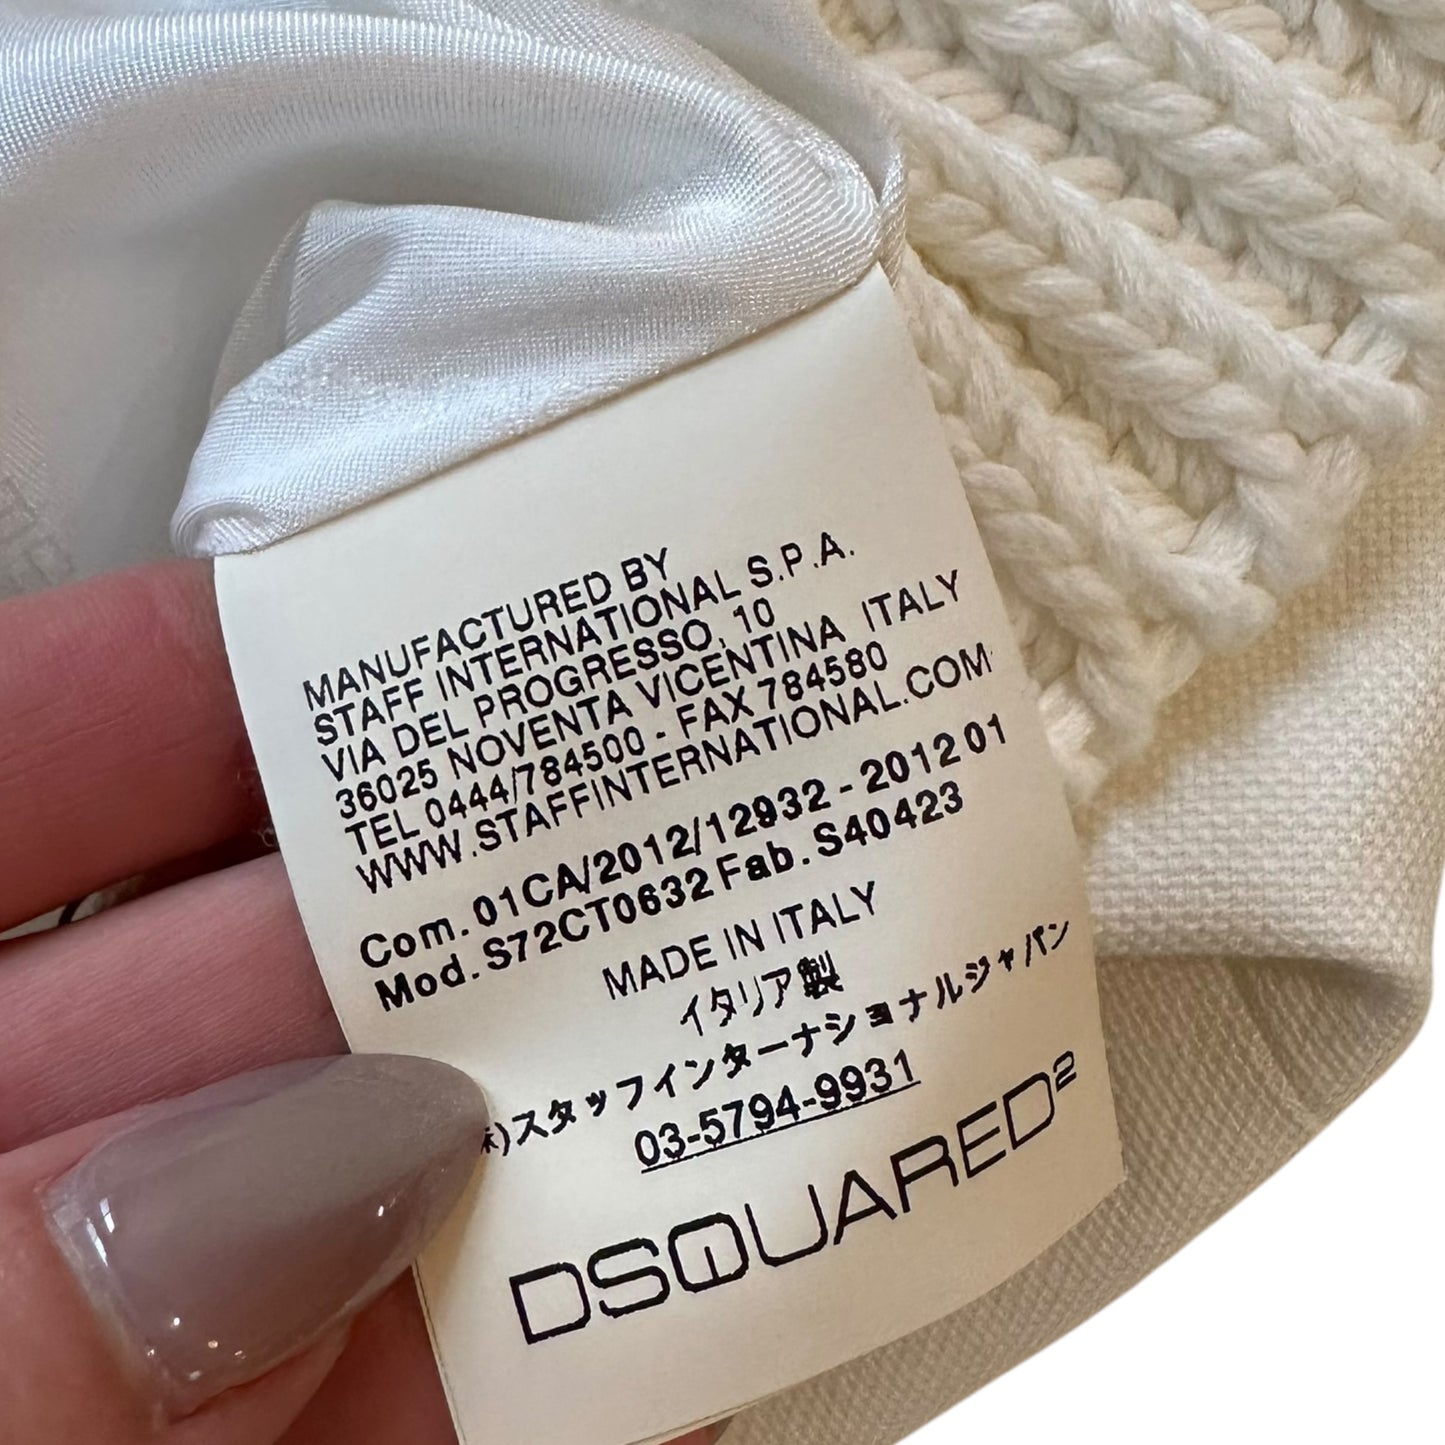 MANUFACTURED BY
STAFF INTERNATIONAL S.P.A.
VIA DEL PROGRESSO, 10
36025 NOVENTA VICENTINA ITALY
TEL 0444/784500 - FAX 784580
WWW.STAFFINTERNATIONAL.COM
Com. 01CA/2012/12932 - 2012 01
Mod. S72CT0632 Fab. S40423
MADE IN ITALY
イタリア製
株)スタッフインターナショナルジャパン
03-5794-9931
DSQUARED²